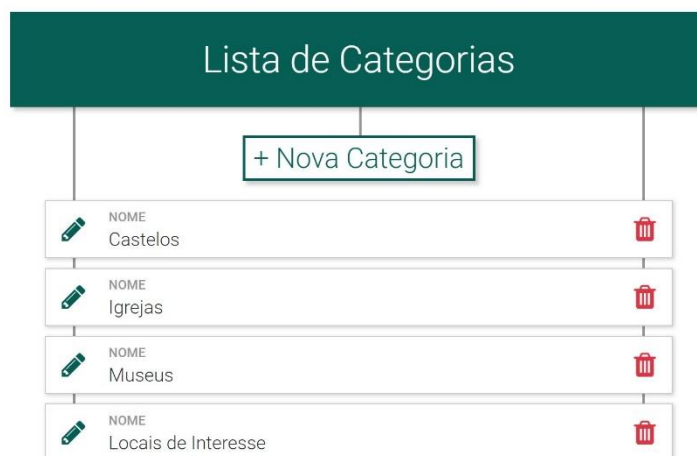 Lista de Categorias
+ Nova Categoria
NOME
Castelos
NOME
Igrejas
NOME
Museus
NOME
Locais de Interesse